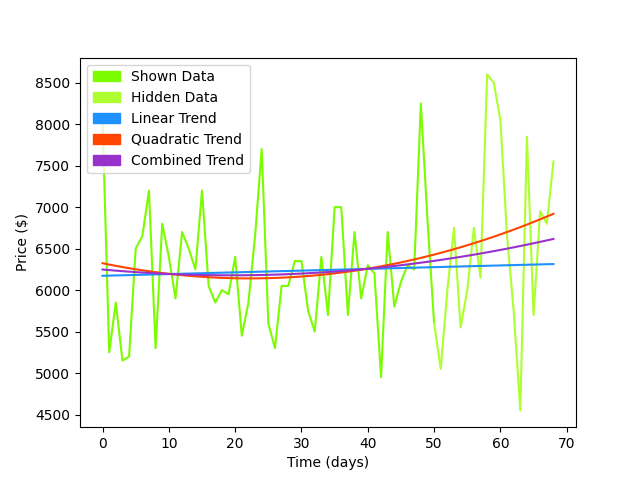 Shown Data
Hidden Data
Linear Trend
Quadratic Trend
Combined Trend
8500
8000
7500
7000
6500
6000
5500
5000
4500
Price ($)
0 10 20 30 40 50 60 70
Time (days)